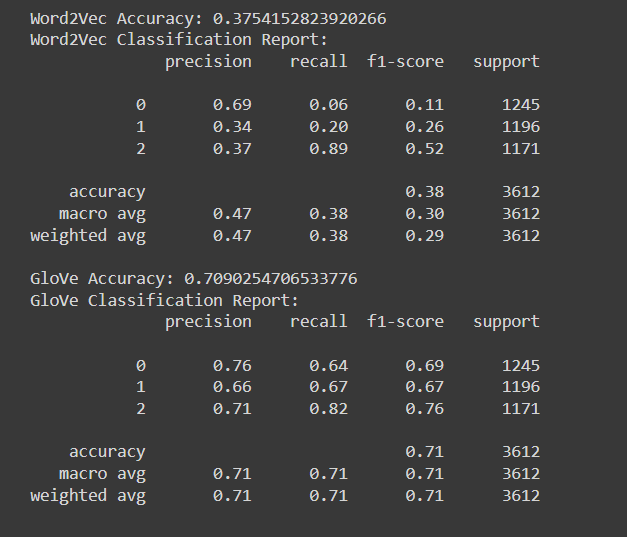 Word2Vec Accuracy: 0.3754152823920266
Word2Vec Classification Report:
precision recall f1-score support
0 0.69 0.06 0.11 1245
1 0.34 0.20 0.26 1196
2 0.37 0.89 0.52 1171
accuracy 0.38 3612
macro avg 0.47 0.38 0.30 3612
weighted avg 0.47 0.38 0.29 3612
GloVe Accuracy: 0.7090254706533776
GloVe Classification Report:
precision recall f1-score support
0 0.76 0.64 0.69 1245
1 0.66 0.67 0.67 1196
2 0.71 0.82 0.76 1171
accuracy 0.71 3612
macro avg 0.71 0.71 0.71 3612
weighted avg 0.71 0.71 0.71 3612